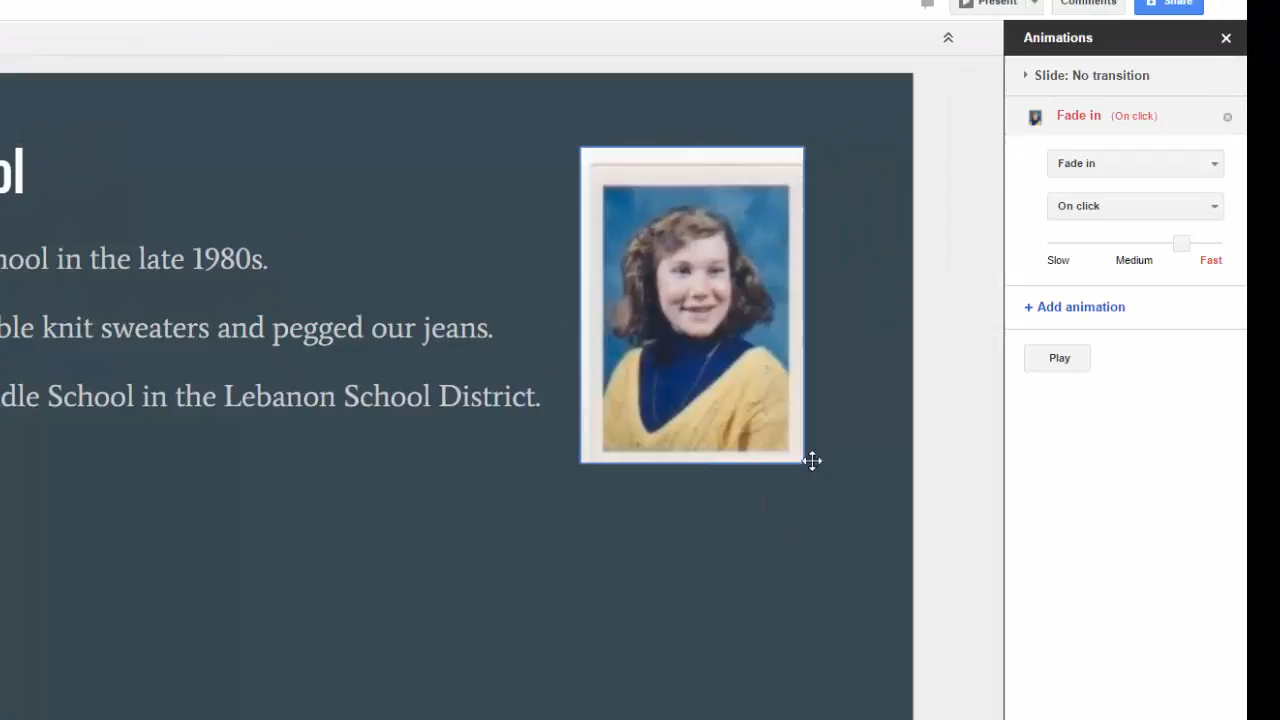 Present
Comments
Share
Animations
Slide: No transition
Fade in (On click)
Fade in
On click
Slow Medium Fast
+ Add animation
Play
ol
hool in the late 1980s.
ble knit sweaters and pegged our jeans.
ddle School in the Lebanon School District.